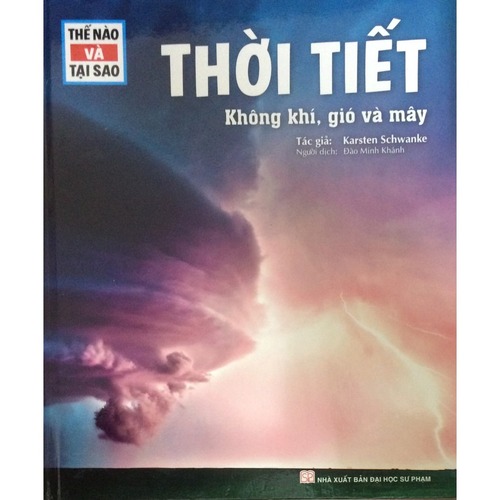 THẾ NÀO
VÀ
TẠI SAO
THỜI TIẾT
Không khí, gió và mây
Tác giả: Karsten Schwanke
Người dịch: Đào Minh Khánh
NHÀ XUẤT BẢN ĐẠI HỌC SƯ PHẠM